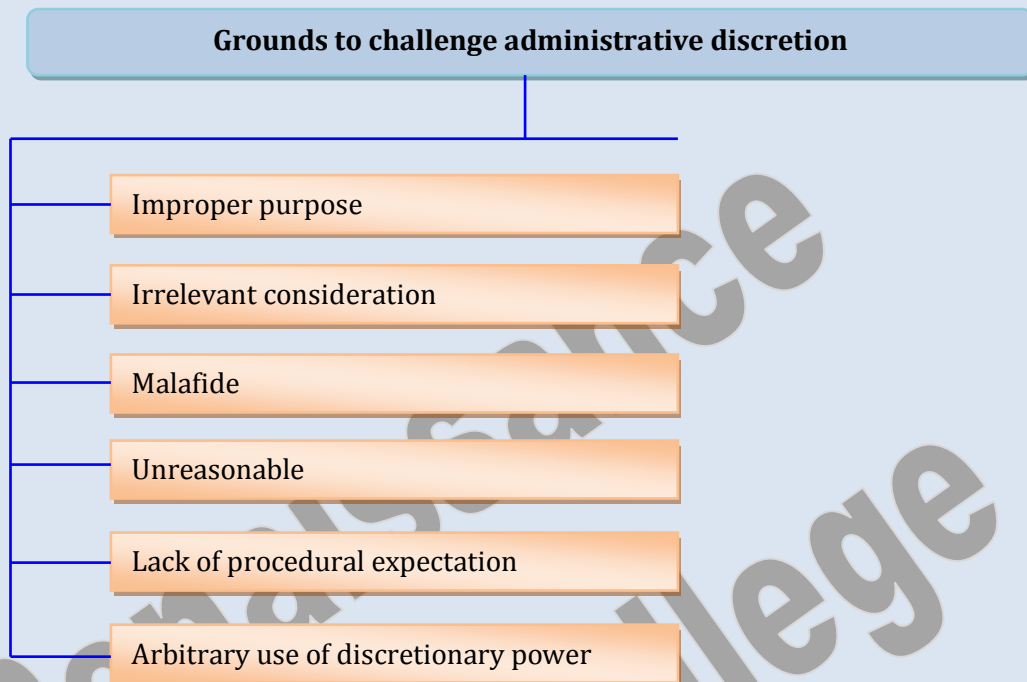 Grounds to challenge administrative discretion
Improper purpose
Irrelevant consideration
Malafide
Unreasonable
Lack of procedural expectation
Arbitrary use of discretionary power